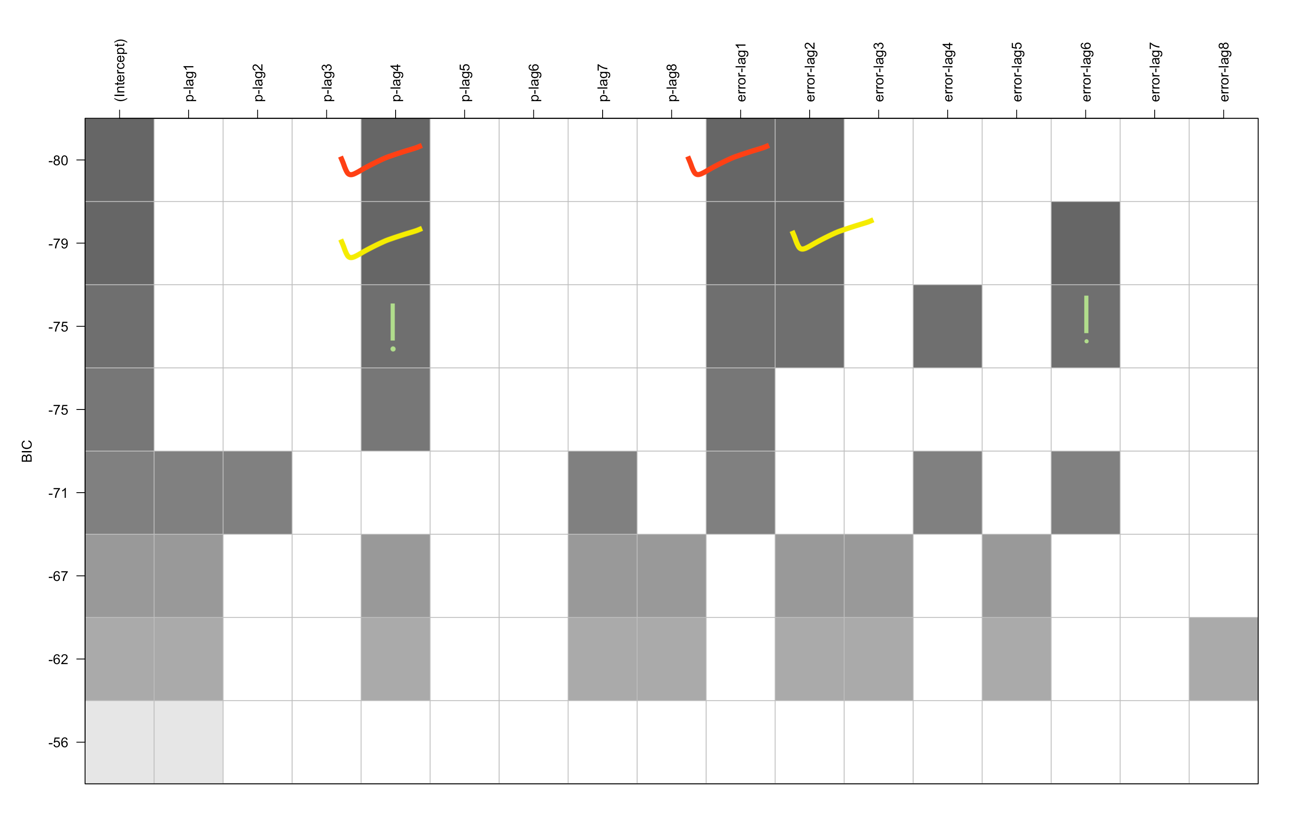 (Intercept)
p-lag1
p-lag2
p-lag3
p-lag4
p-lag5
p-lag6
p-lag7
p-lag8
error-lag1
error-lag2
error-lag3
error-lag4
error-lag5
error-lag6
error-lag7
error-lag8
BIC
-80
-79
-75
-75
-71
-67
-62
-56
!
!